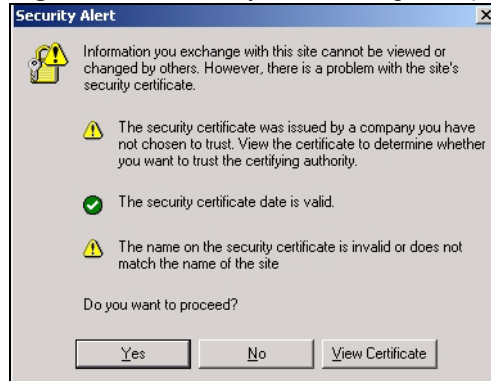 Security Alert
Information you exchange with this site cannot be viewed or
changed by others. However, there is a problem with the site's
security certificate.
The security certificate was issued by a company you have
not chosen to trust. View the certificate to determine whether
you want to trust the certifying authority.
The security certificate date is valid.
The name on the security certificate is invalid or does not
match the name of the site
Do you want to proceed?
Yes No View Certificate